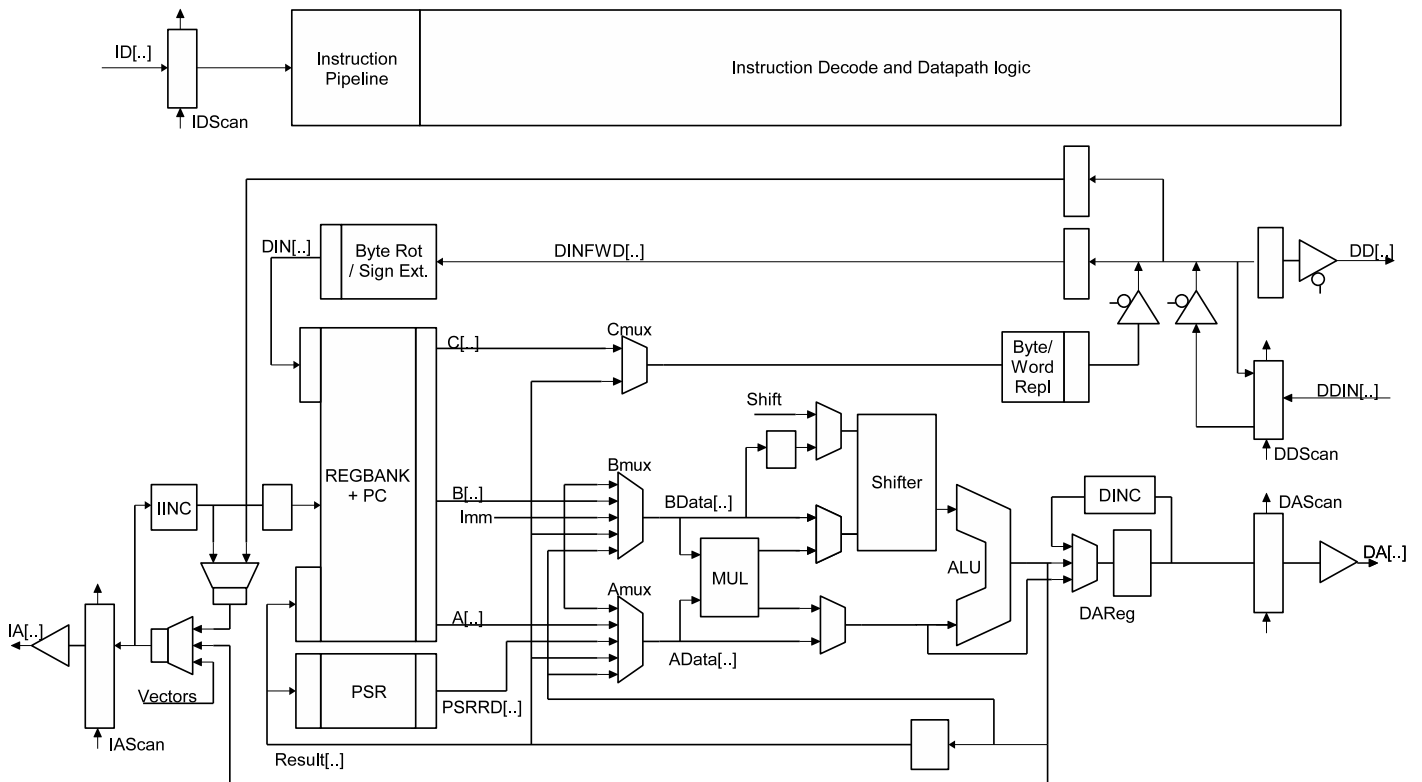 ID[..]
IDScan
Instruction
Pipeline
Instruction Decode and Datapath logic
DIN[..]
Byte Rot
/ Sign Ext.
DINFWD[..]
DD[..]
C[..]
Cmux
Byte/
Word
Repl
DDIN[..]
DDScan
Shift
REGBANK
+ PC
B[..]
Imm
Bmux
BData[..]
Shifter
IINC
DINC
DAScan
MUL
ALU
DA[..]
DAReg
Amux
A[..]
AData[..]
IA[..]
Vectors
IAScan
PSR
PSRRD[..]
Result[..]